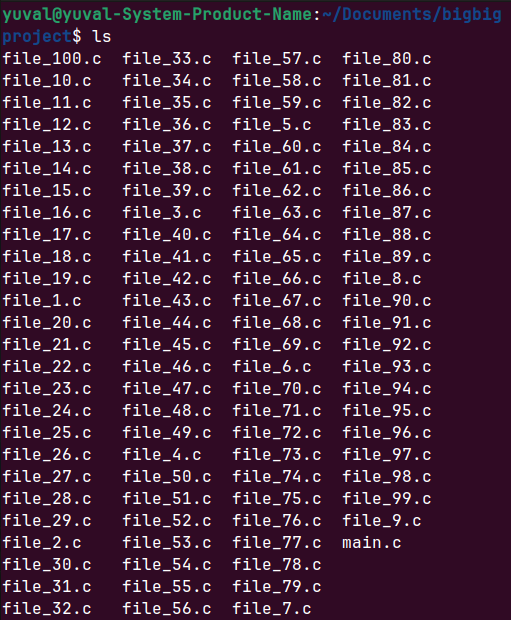 yuval@yuval-System-Product-Name:~/Documents/bigbig
project$ ls
file_100.c  file_33.c  file_57.c  file_80.c
file_10.c   file_34.c  file_58.c  file_81.c
file_11.c   file_35.c  file_59.c  file_82.c
file_12.c   file_36.c  file_5.c   file_83.c
file_13.c   file_37.c  file_60.c  file_84.c
file_14.c   file_38.c  file_61.c  file_85.c
file_15.c   file_39.c  file_62.c  file_86.c
file_16.c   file_3.c   file_63.c  file_87.c
file_17.c   file_40.c  file_64.c  file_88.c
file_18.c   file_41.c  file_65.c  file_89.c
file_19.c   file_42.c  file_66.c  file_8.c
file_1.c    file_43.c  file_67.c  file_90.c
file_20.c   file_44.c  file_68.c  file_91.c
file_21.c   file_45.c  file_69.c  file_92.c
file_22.c   file_46.c  file_6.c   file_93.c
file_23.c   file_47.c  file_70.c  file_94.c
file_24.c   file_48.c  file_71.c  file_95.c
file_25.c   file_49.c  file_72.c  file_96.c
file_26.c   file_4.c   file_73.c  file_97.c
file_27.c   file_50.c  file_74.c  file_98.c
file_28.c   file_51.c  file_75.c  file_99.c
file_29.c   file_52.c  file_76.c  file_9.c
file_2.c    file_53.c  file_77.c  main.c
file_30.c   file_54.c  file_78.c
file_31.c   file_55.c  file_79.c
file_32.c   file_56.c  file_7.c